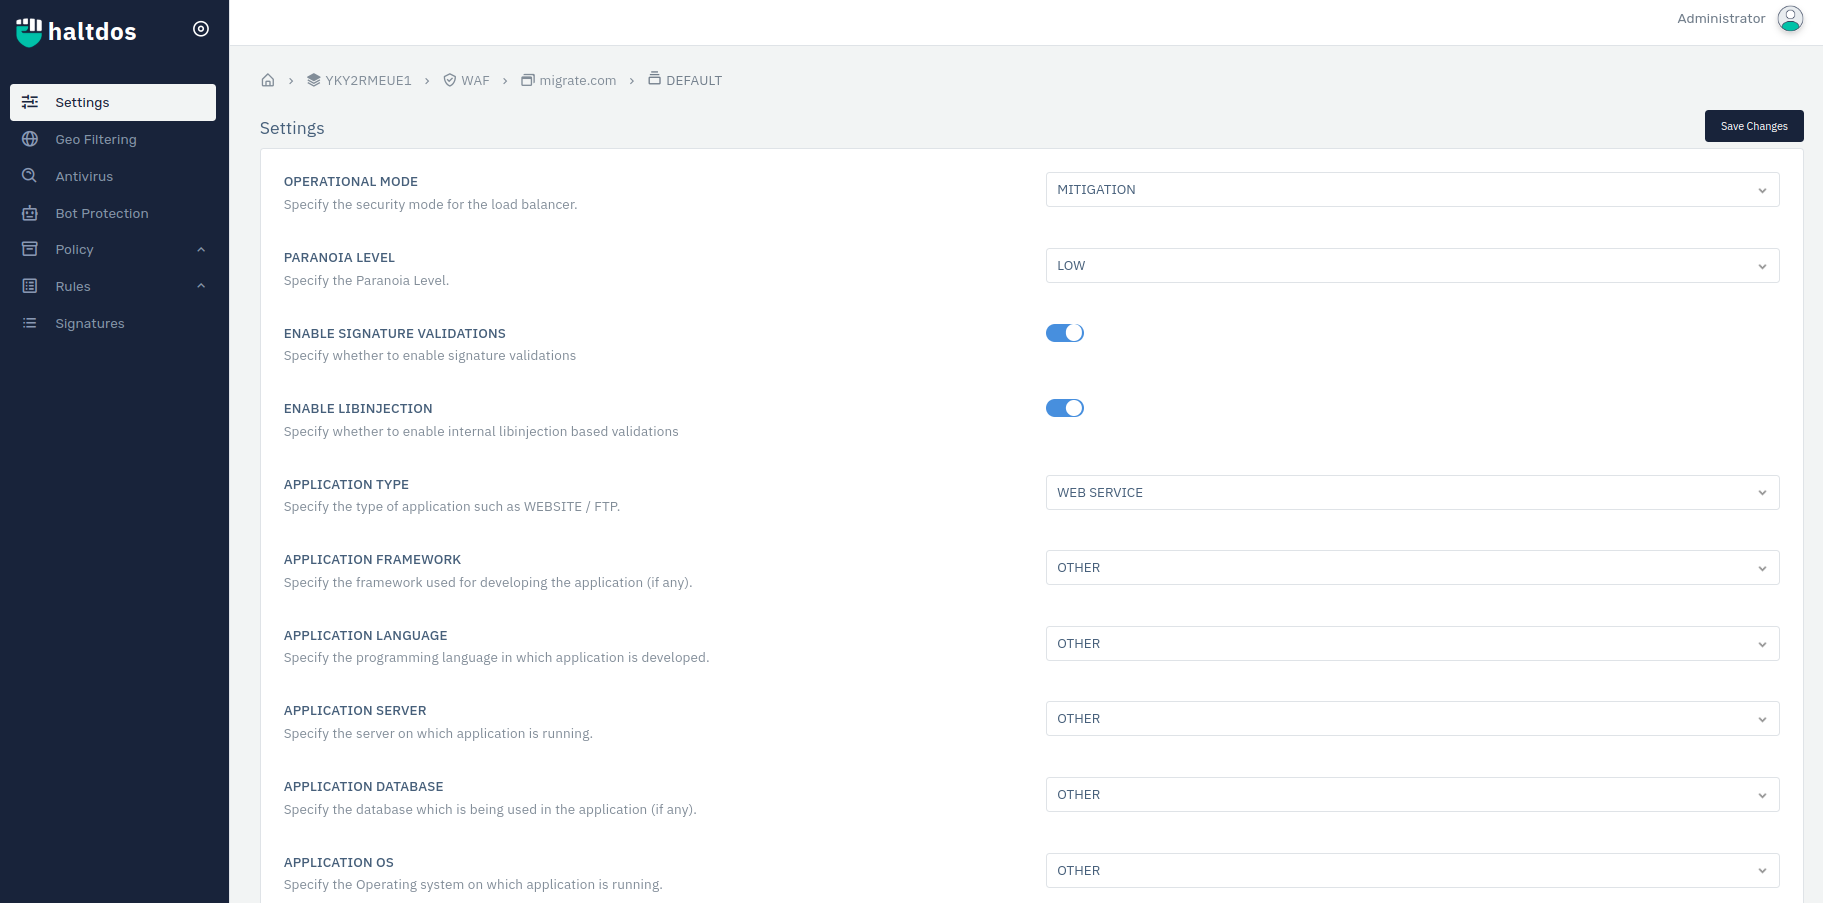 haltdos
Administrator
Settings
Geo Filtering
Antivirus
Bot Protection
Policy
Rules
Signatures
YKY2RMEUE1 > WAF > migrate.com > DEFAULT
Settings
Save Changes
OPERATIONAL MODE
Specify the security mode for the load balancer.
MITIGATION
PARANOIA LEVEL
Specify the Paranoia Level.
LOW
ENABLE SIGNATURE VALIDATIONS
Specify whether to enable signature validations
ENABLE LIBINJECTION
Specify whether to enable internal libinjection based validations
APPLICATION TYPE
Specify the type of application such as WEBSITE / FTP.
WEB SERVICE
APPLICATION FRAMEWORK
Specify the framework used for developing the application (if any).
OTHER
APPLICATION LANGUAGE
Specify the programming language in which application is developed.
OTHER
APPLICATION SERVER
Specify the server on which application is running.
OTHER
APPLICATION DATABASE
Specify the database which is being used in the application (if any).
OTHER
APPLICATION OS
Specify the Operating system on which application is running.
OTHER